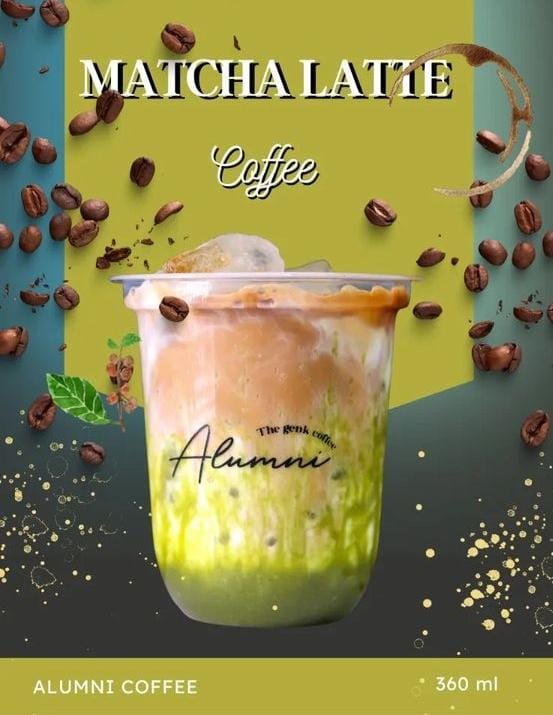 MATCHA LATTE
Coffee
The genk coffee
Alumni
ALUMNI COFFEE
360 ml